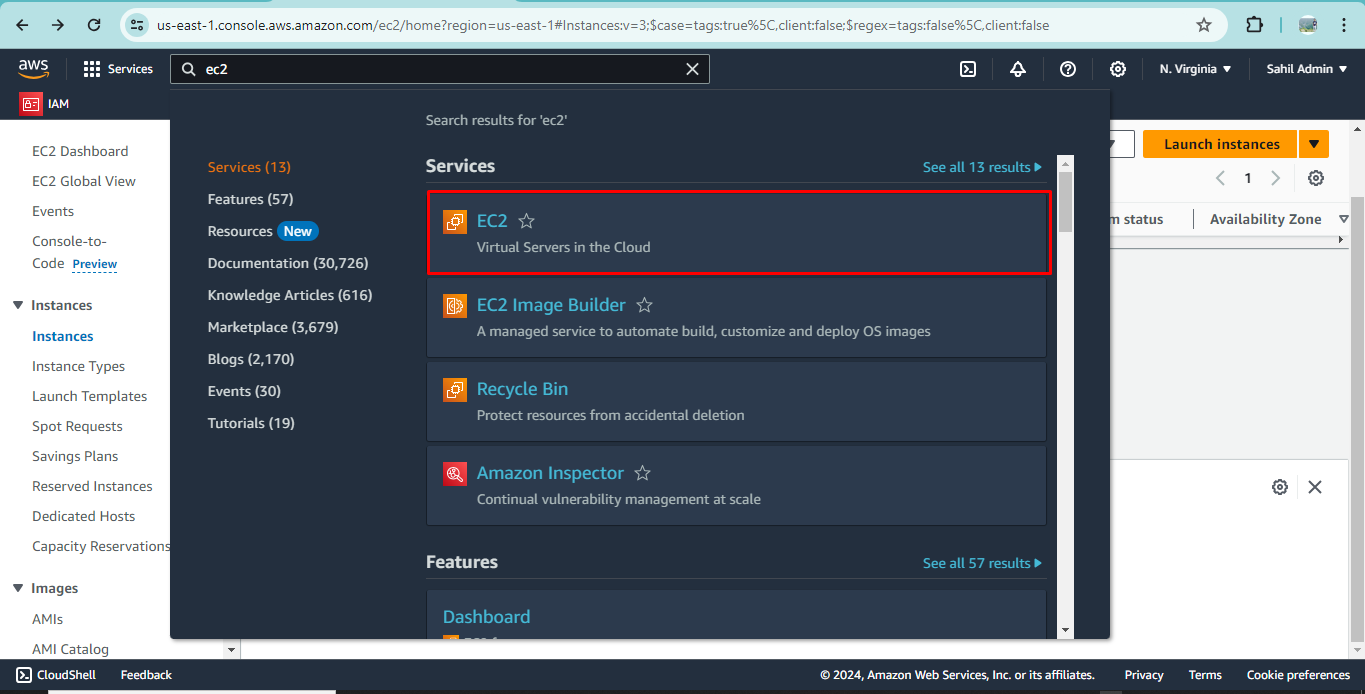 us-east-1.console.aws.amazon.com/ec2/home?region=us-east-1#Instances:v=3;$case=tags:true%5C,client:false;$regex=tags:false%5C,client:false
aws
Services
ec2
N. Virginia
Sahil Admin
IAM
EC2 Dashboard
EC2 Global View
Events
Console-to-
Code Preview
Instances
Instances
Instance Types
Launch Templates
Spot Requests
Savings Plans
Reserved Instances
Dedicated Hosts
Capacity Reservations
Images
AMIs
AMI Catalog
Search results for 'ec2'
Services (13)
Features (57)
Resources New
Documentation (30,726)
Knowledge Articles (616)
Marketplace (3,679)
Blogs (2,170)
Events (30)
Tutorials (19)
Services
See all 13 results
EC2
Virtual Servers in the Cloud
EC2 Image Builder
A managed service to automate build, customize and deploy OS images
Recycle Bin
Protect resources from accidental deletion
Amazon Inspector
Continual vulnerability management at scale
Features
See all 57 results
Dashboard
Launch instances
1
m status
Availability Zone
CloudShell
Feedback
© 2024, Amazon Web Services, Inc. or its affiliates.
Privacy
Terms
Cookie preferences